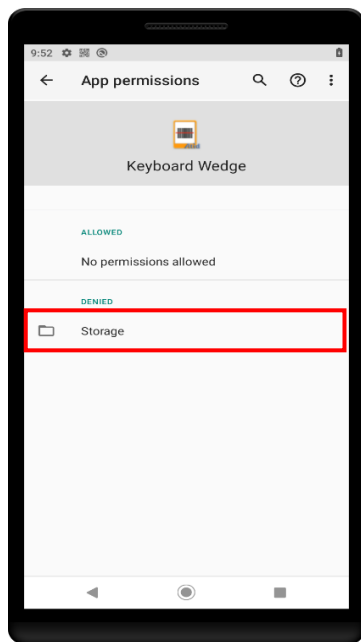 9:52
App permissions
Keyboard Wedge
ALLOWED
No permissions allowed
DENIED
Storage